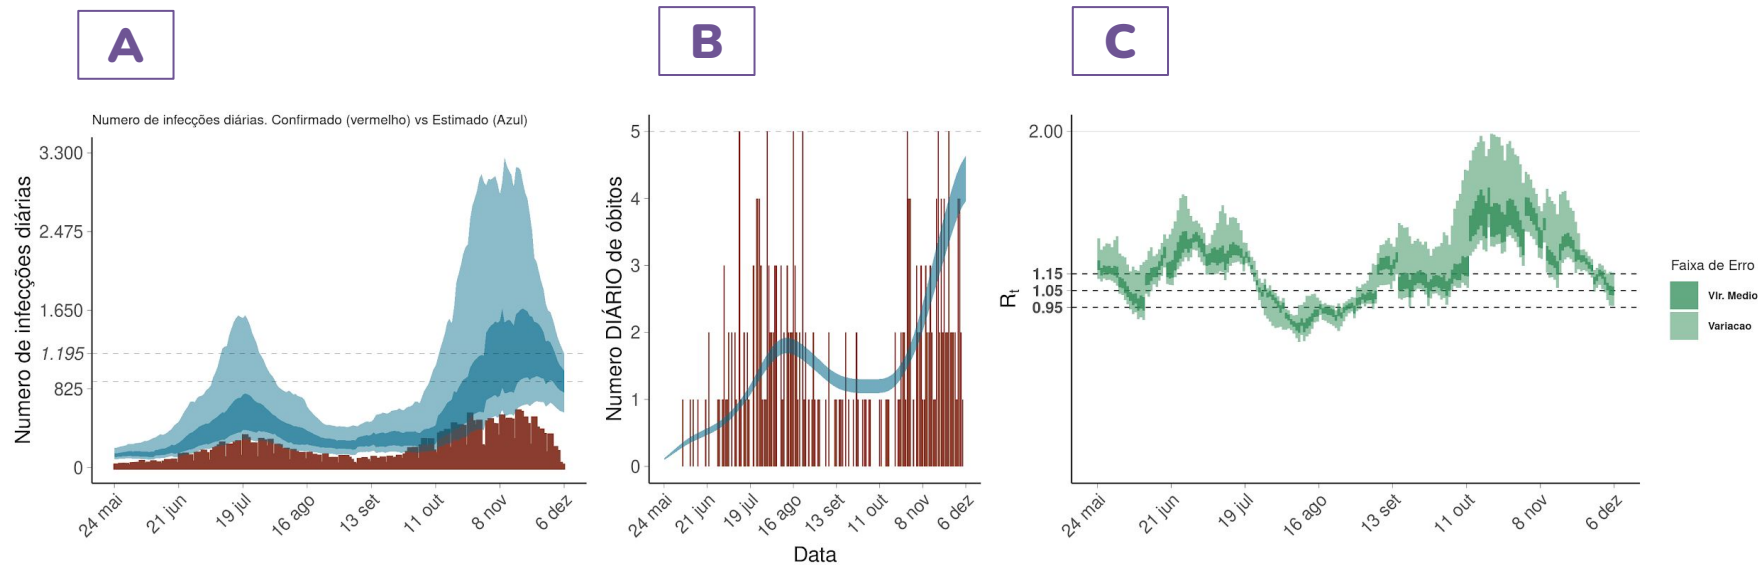 A
B
C
Numero de infecções diárias. Confirmado (vermelho) vs Estimado (Azul)
Numero de infecções diárias
3.300
2.475
1.650
1.195
825
0
24 mai
21 jun
19 jul
16 ago
13 set
11 out
8 nov
6 dez
Numero DIÁRIO de óbitos
5
4
3
2
1
0
24 mai
21 jun
19 jul
16 ago
13 set
11 out
8 nov
6 dez
Data
Rt
2.00
1.15
1.05
0.95
24 mai
21 jun
19 jul
16 ago
13 set
11 out
8 nov
6 dez
Faixa de Erro
Vlr. Medio
Variacao